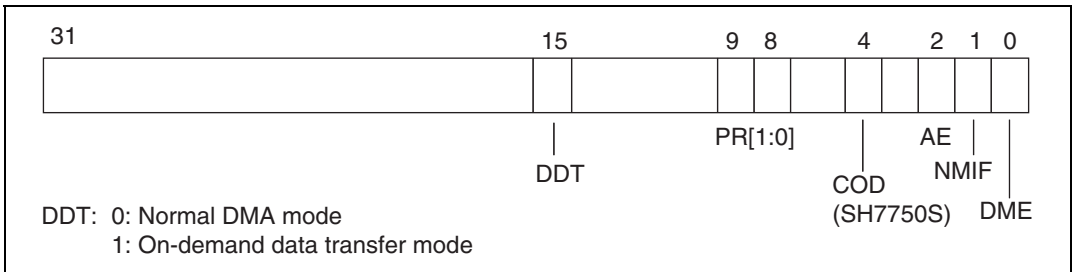 31 15 9 8 4 2 1 0
PR[1:0] AE
DDT NMIF
COD
(SH7750S) DME
DDT: 0: Normal DMA mode
1: On-demand data transfer mode